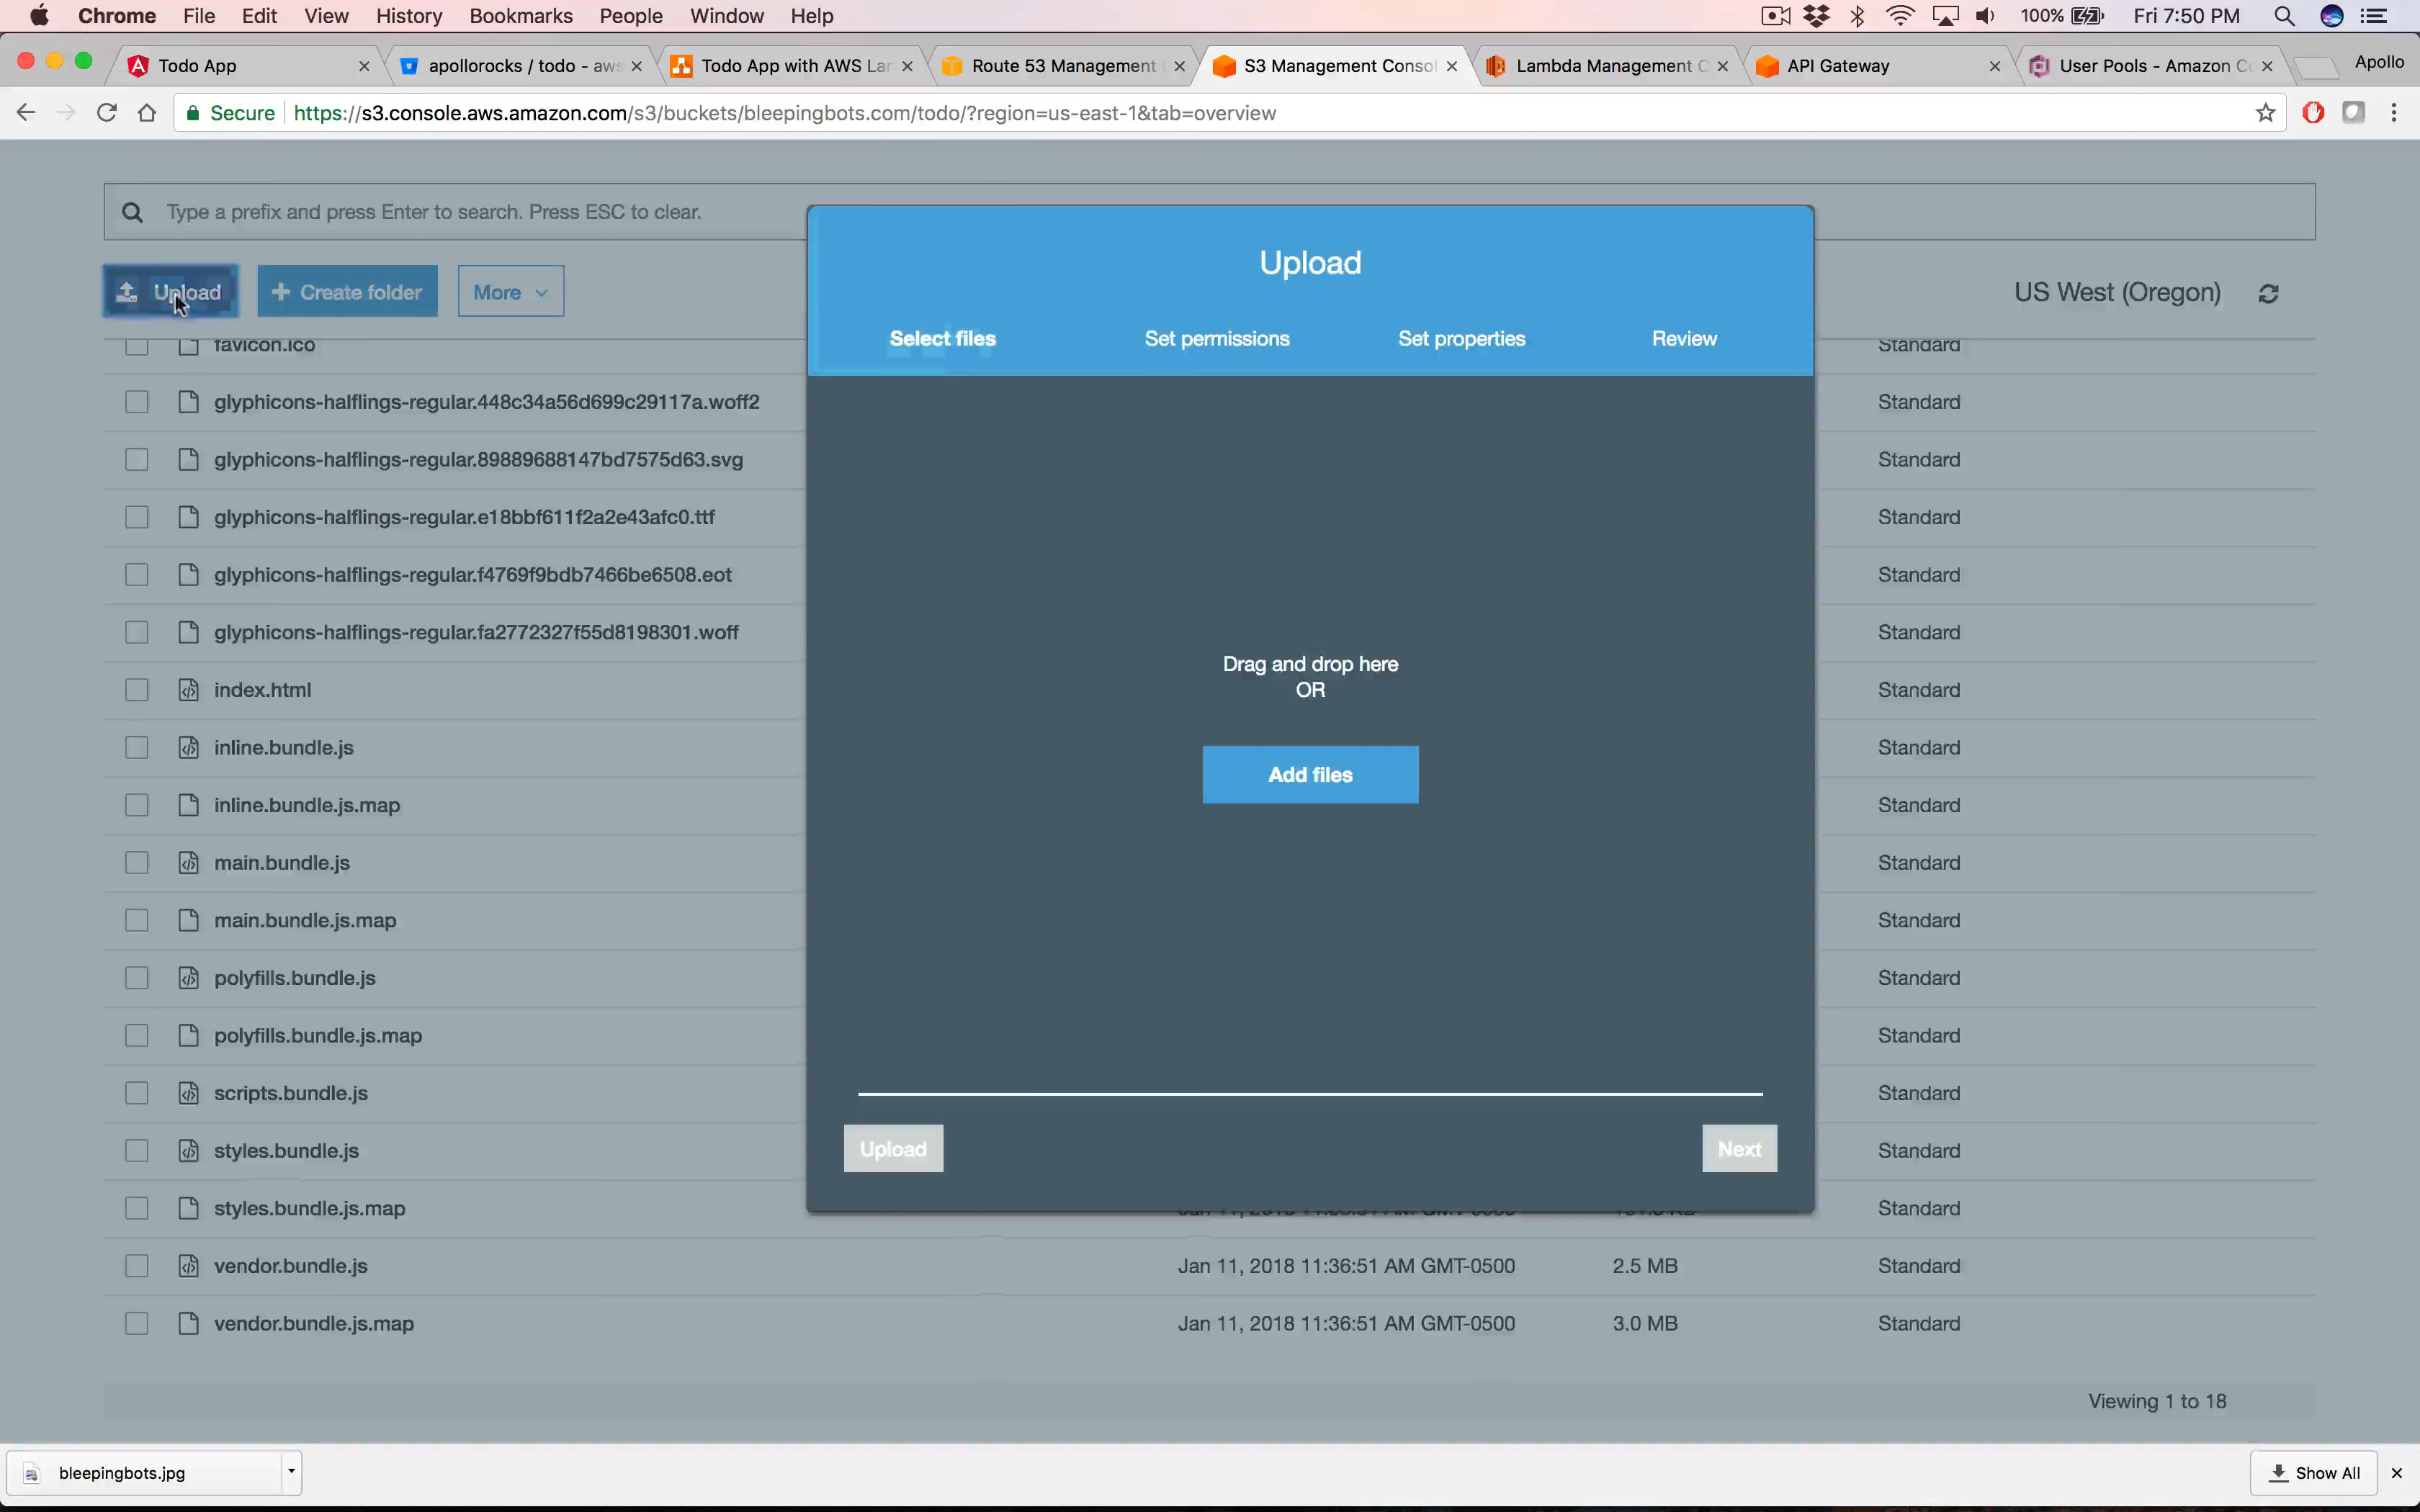 Chrome File Edit View History Bookmarks People Window Help 100% Fri 7:50 PM
Todo App apollorocks / todo - aws Todo App with AWS Lam Route 53 Management S3 Management Consol Lambda Management C API Gateway User Pools - Amazon Co Apollo
Secure https://s3.console.aws.amazon.com/s3/buckets/bleepingbots.com/todo/?region=us-east-1&tab=overview
Type a prefix and press Enter to search. Press ESC to clear.
Upload
Upload Create folder More US West (Oregon)
Select files Set permissions Set properties Review
favicon.ico Standard
glyphicons-halflings-regular.448c34a56d699c29117a.woff2 Standard
glyphicons-halflings-regular.89889688147bd7575d63.svg Standard
glyphicons-halflings-regular.e18bbf611f2a2e43afc0.ttf Standard
glyphicons-halflings-regular.f4769f9bdb7466be6508.eot Standard
glyphicons-halflings-regular.fa2772327f55d8198301.woff Standard
Drag and drop here
OR
index.html Standard
inline.bundle.js Standard
Add files
inline.bundle.js.map Standard
main.bundle.js Standard
main.bundle.js.map Standard
polyfills.bundle.js Standard
polyfills.bundle.js.map Standard
scripts.bundle.js Standard
styles.bundle.js Standard
Upload Next
styles.bundle.js.map Standard
vendor.bundle.js Jan 11, 2018 11:36:51 AM GMT-0500 2.5 MB Standard
vendor.bundle.js.map Jan 11, 2018 11:36:51 AM GMT-0500 3.0 MB Standard
Viewing 1 to 18
bleepingbots.jpg Show All